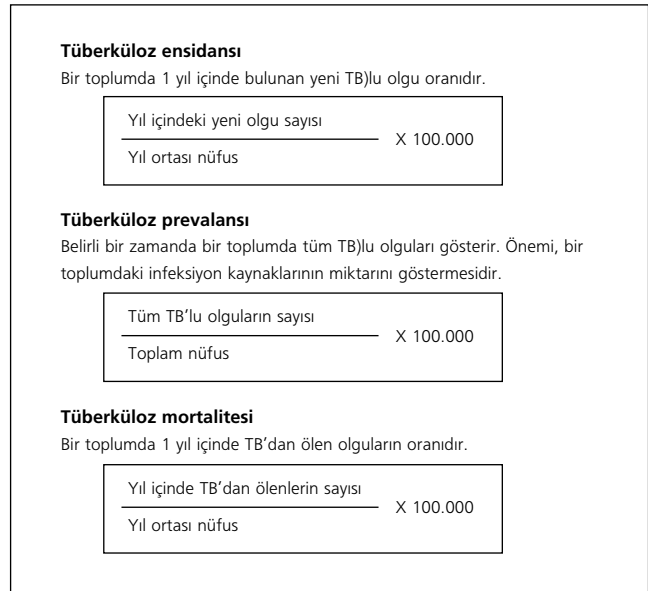 Tüberküloz ensidansı
Bir toplumda 1 yıl içinde bulunan yeni TB)lu olgu oranıdır.
Yıl içindeki yeni olgu sayısı
X 100.000
Yıl ortası nüfus
Tüberküloz prevalansı
Belirli bir zamanda bir toplumda tüm TB)lu olguları gösterir. Önemi, bir
toplumdaki infeksiyon kaynaklarının miktarını göstermesidir.
Tüm TB’lu olguların sayısı
X 100.000
Toplam nüfus
Tüberküloz mortalitesi
Bir toplumda 1 yıl içinde TB’dan ölen olguların oranıdır.
Yıl içinde TB’dan ölenlerin sayısı
X 100.000
Yıl ortası nüfus